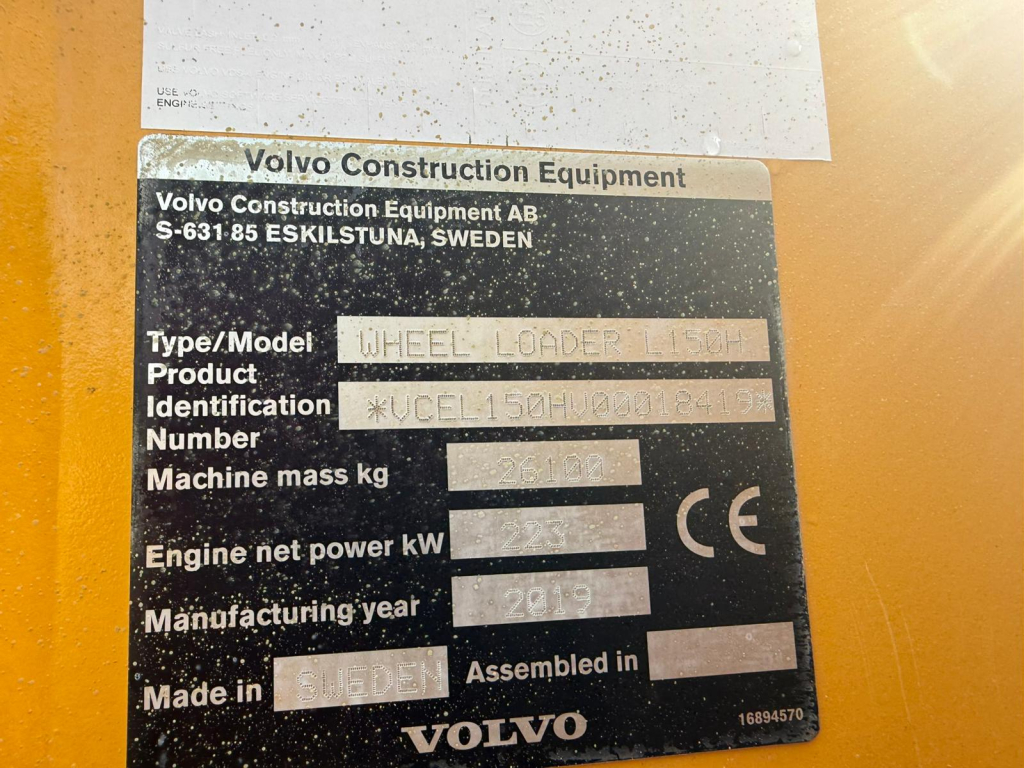 USE
Volvo Construction Equipment
Volvo Construction Equipment AB
S-631 85 ESKILSTUNA, SWEDEN
Type/Model WHEEL LOADER L150H
Product
Identification *VCEL150HV00018419*
Number
Machine mass kg 26100
Engine net power kW 223
Manufacturing year 2019
Made in SWEDEN Assembled in
VOLVO 16894570
CE